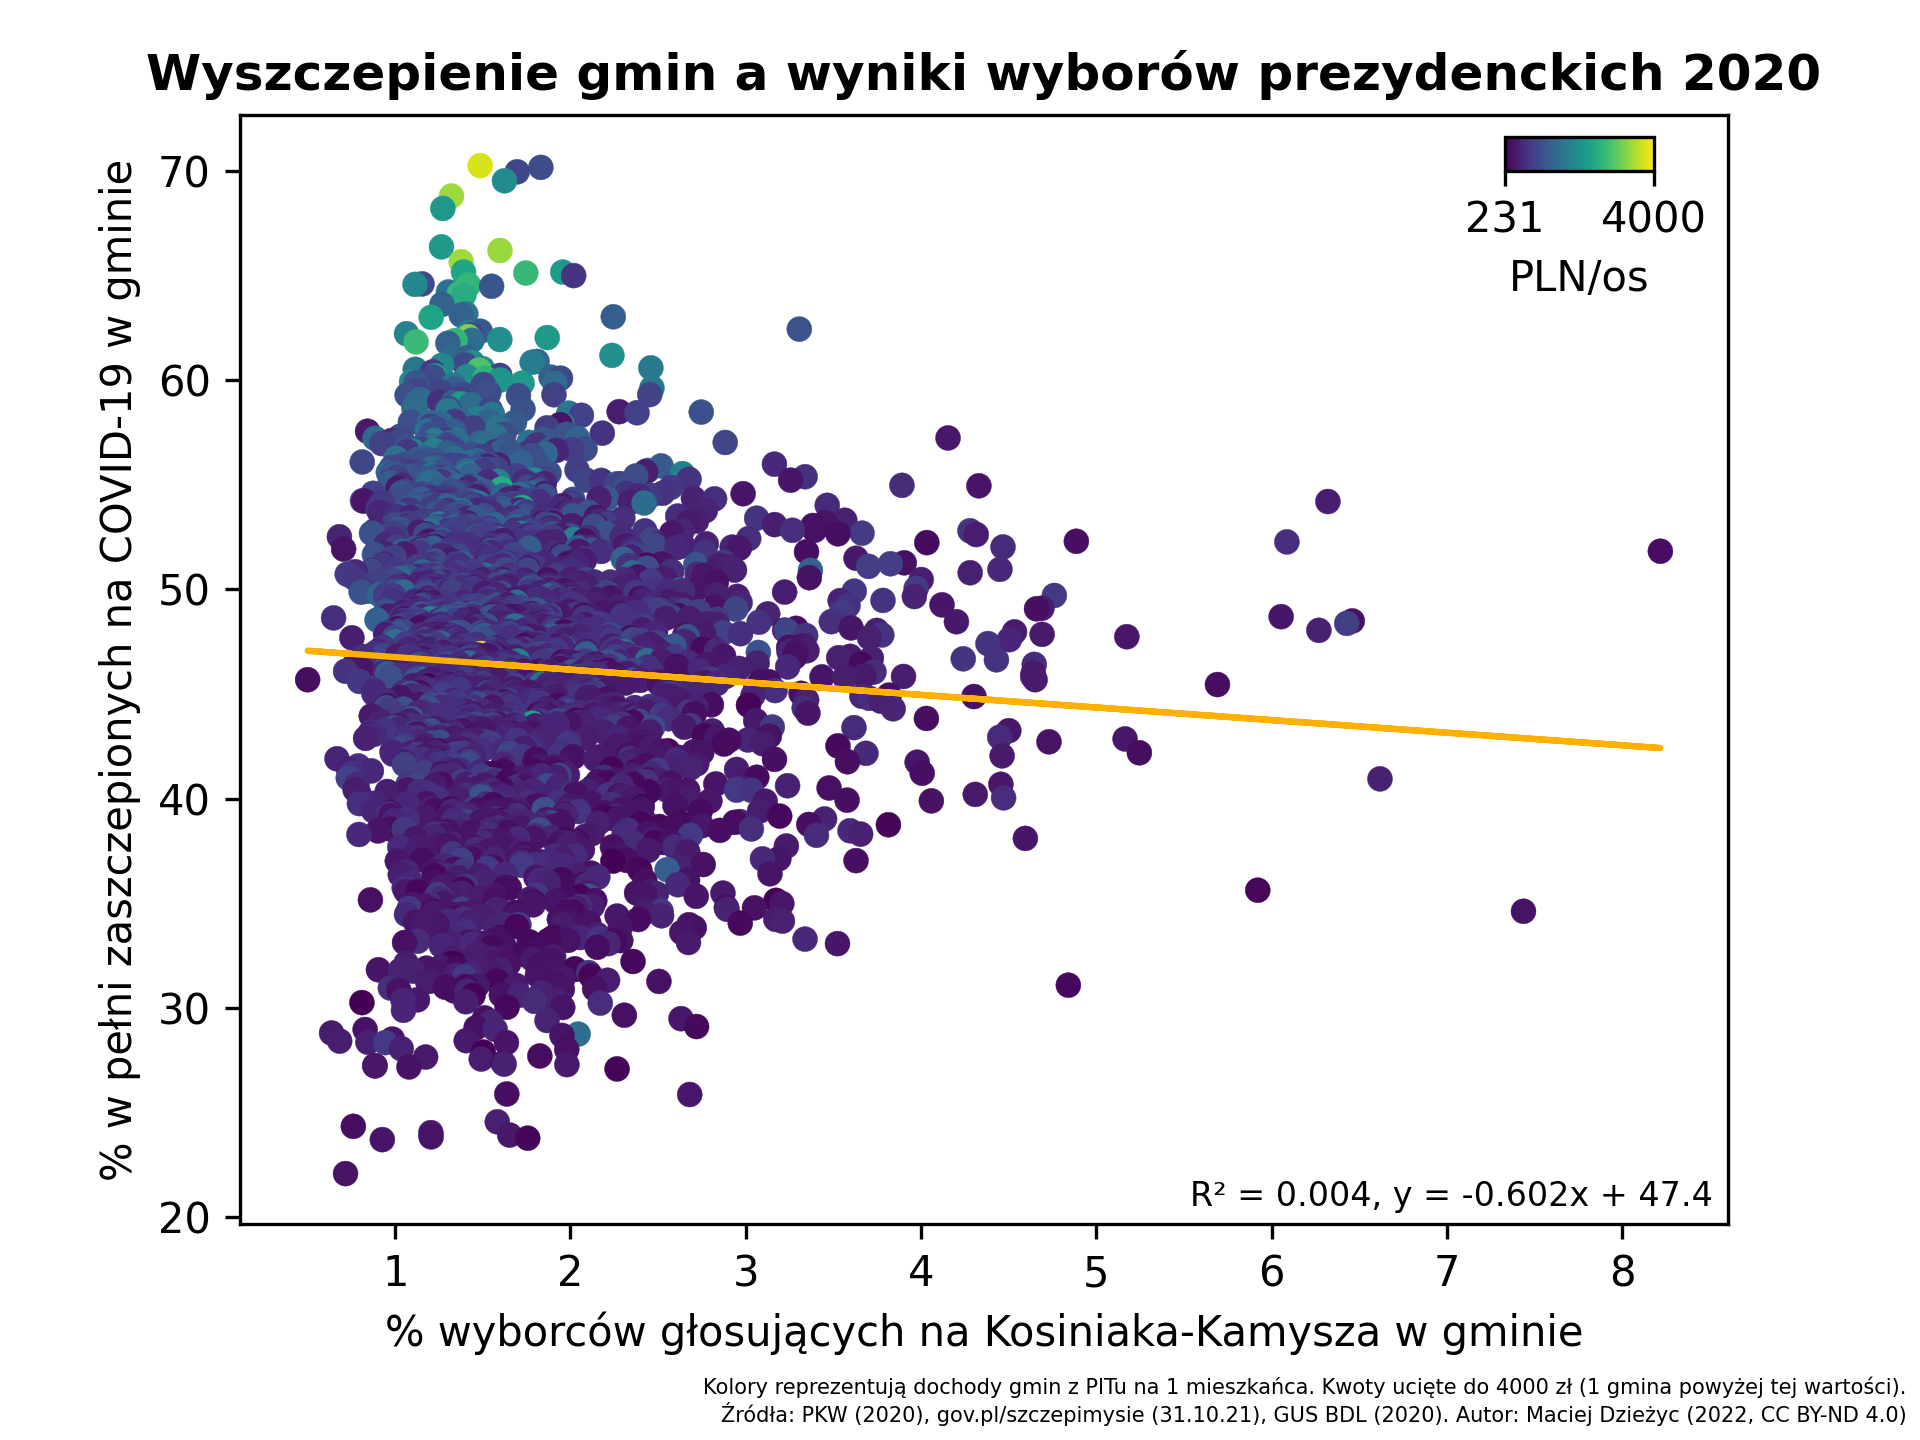 Wyszczepienie gmin a wyniki wyborów prezydenckich 2020
% w pełni zaszczepionych na COVID-19 w gminie
70
60
50
40
30
20
231 4000
PLN/os
R² = 0.004, y = -0.602x + 47.4
1 2 3 4 5 6 7 8
% wyborców głosujących na Kosiniaka-Kamysza w gminie
Kolory reprezentują dochody gmin z PITu na 1 mieszkańca. Kwoty ucięte do 4000 zł (1 gmina powyżej tej wartości).
Źródła: PKW (2020), gov.pl/szczepimysie (31.10.21), GUS BDL (2020). Autor: Maciej Dzieżyc (2022, CC BY-ND 4.0)